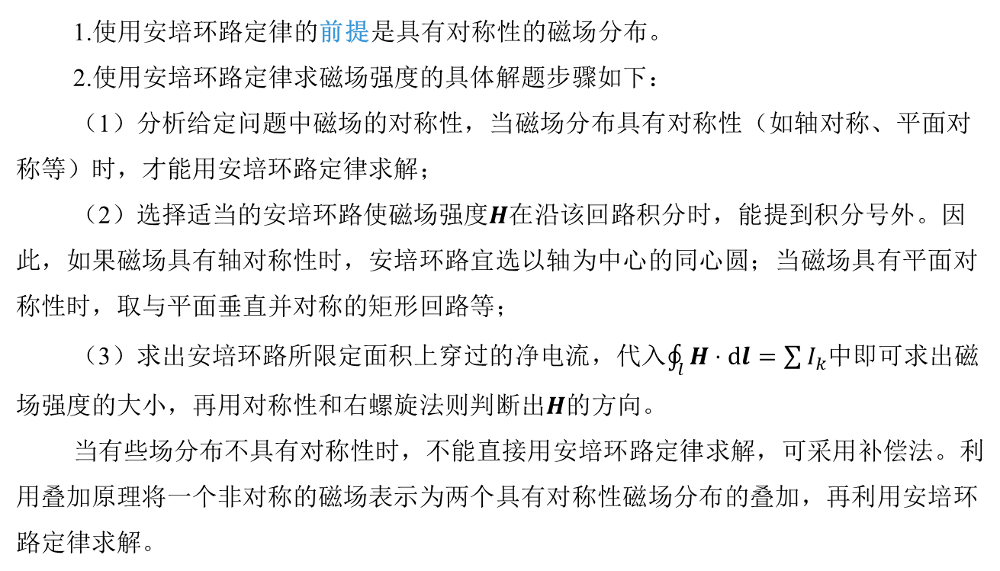 1.使用安培环路定律的前提是具有对称性的磁场分布。
2.使用安培环路定律求磁场强度的具体解题步骤如下：
（1）分析给定问题中磁场的对称性，当磁场分布具有对称性（如轴对称、平面对
称等）时，才能用安培环路定律求解；
（2）选择适当的安培环路使磁场强度H在沿该回路积分时，能提到积分号外。因
此，如果磁场具有轴对称性时，安培环路宜选以轴为中心的同心圆；当磁场具有平面对
称性时，取与平面垂直并对称的矩形回路等；
（3）求出安培环路所限定面积上穿过的净电流，代入∮_l H · dl = ∑ I_k中即可求出磁
场强度的大小，再用对称性和右螺旋法则判断出H的方向。
当有些场分布不具有对称性时，不能直接用安培环路定律求解，可采用补偿法。利
用叠加原理将一个非对称的磁场表示为两个具有对称性磁场分布的叠加，再利用安培环
路定律求解。